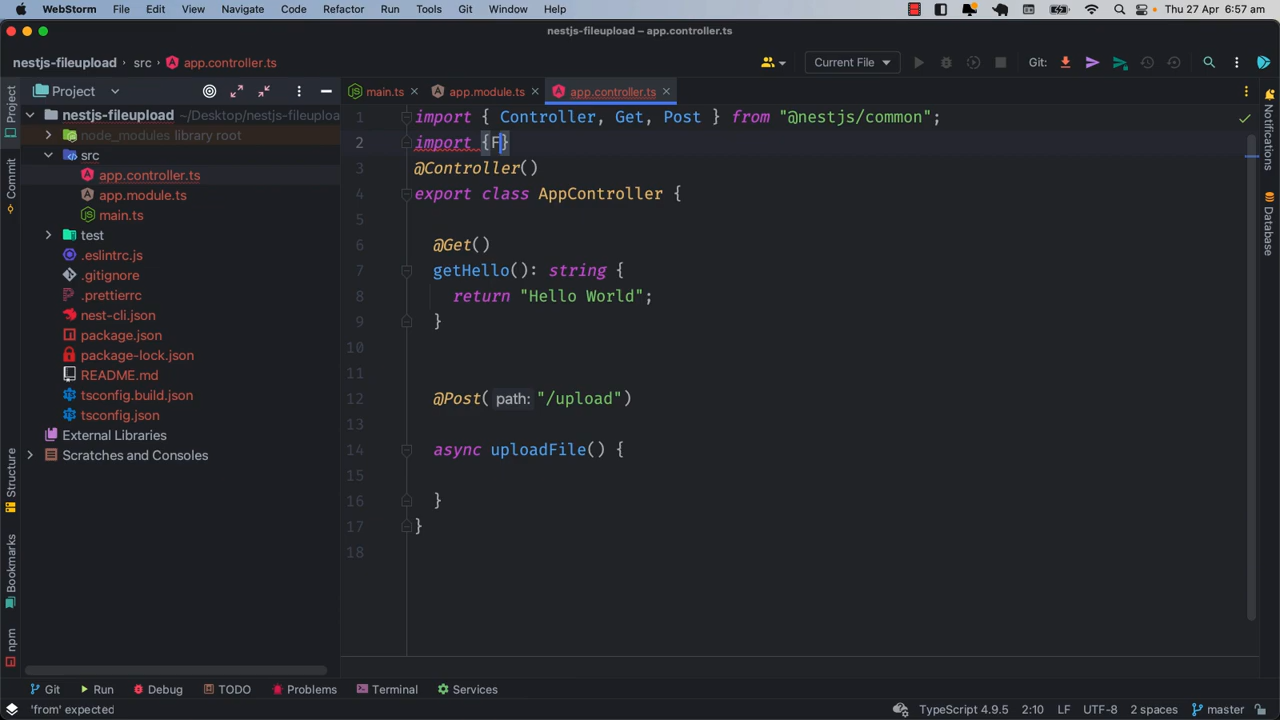 WebStorm File Edit View Navigate Code Refactor Run Tools Git Window Help Thu 27 Apr 6:57 am
nestjs-fileupload – app.controller.ts
nestjs-fileupload src app.controller.ts Current File Git:
Project main.ts app.module.ts app.controller.ts
Project
Commit
Structure
Bookmarks
npm
nestjs-fileupload ~/Desktop/nestjs-fileuploa
node_modules library root
src
app.controller.ts
app.module.ts
main.ts
test
.eslintrc.js
.gitignore
.prettierrc
nest-cli.json
package.json
package-lock.json
README.md
tsconfig.build.json
tsconfig.json
External Libraries
Scratches and Consoles
1 import { Controller, Get, Post } from "@nestjs/common";
2 import {F}
3 @Controller()
4 export class AppController {
5
6 @Get()
7 getHello(): string {
8 return "Hello World";
9 }
10
11
12 @Post( path: "/upload")
13
14 async uploadFile() {
15
16 }
17 }
18
Notifications
Database
Git Run Debug TODO Problems Terminal Services
'from' expected TypeScript 4.9.5 2:10 LF UTF-8 2 spaces master